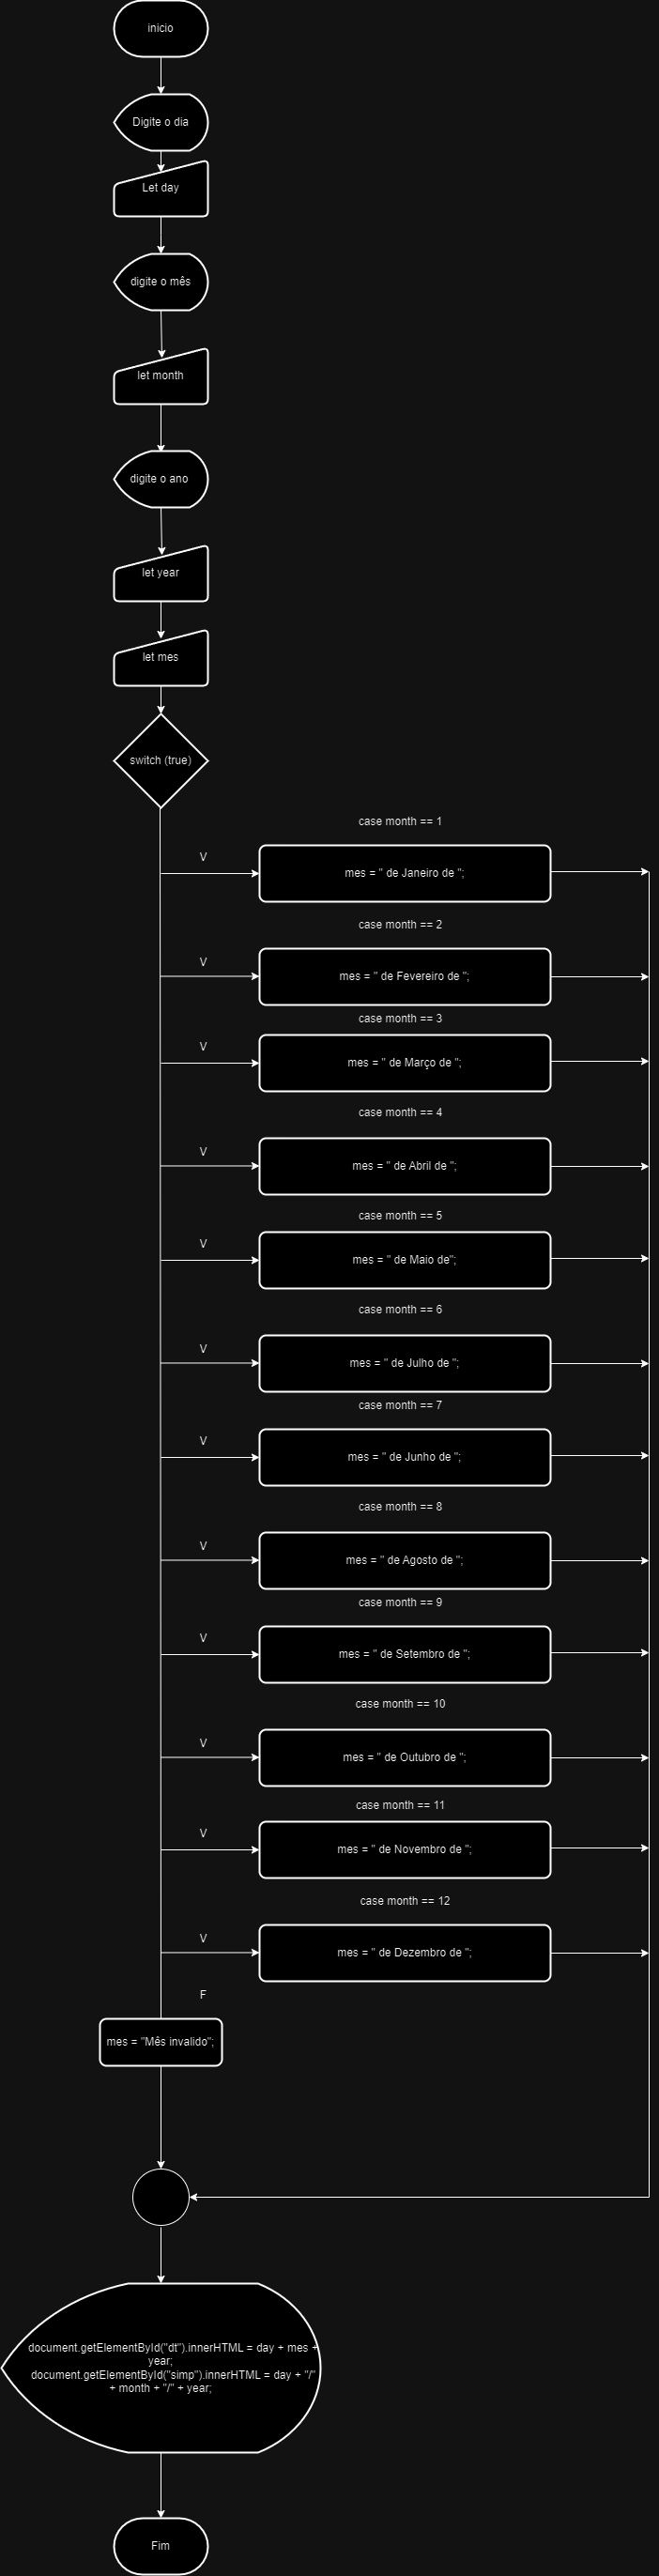 inicio
Digite o dia
Let day
digite o mês
let month
digite o ano
let year
let mes
switch (true)
case month == 1
V
mes = " de Janeiro de ";
case month == 2
V
mes = " de Fevereiro de ";
case month == 3
V
mes = " de Março de ";
case month == 4
V
mes = " de Abril de ";
case month == 5
V
mes = " de Maio de";
case month == 6
V
mes = " de Julho de ";
case month == 7
V
mes = " de Junho de ";
case month == 8
V
mes = " de Agosto de ";
case month == 9
V
mes = " de Setembro de ";
case month == 10
V
mes = " de Outubro de ";
case month == 11
V
mes = " de Novembro de ";
case month == 12
V
mes = " de Dezembro de ";
F
mes = "Mês invalido";
document.getElementById("dt").innerHTML = day + mes +
year;
document.getElementById("simp").innerHTML = day + "/"
+ month + "/" + year;
Fim